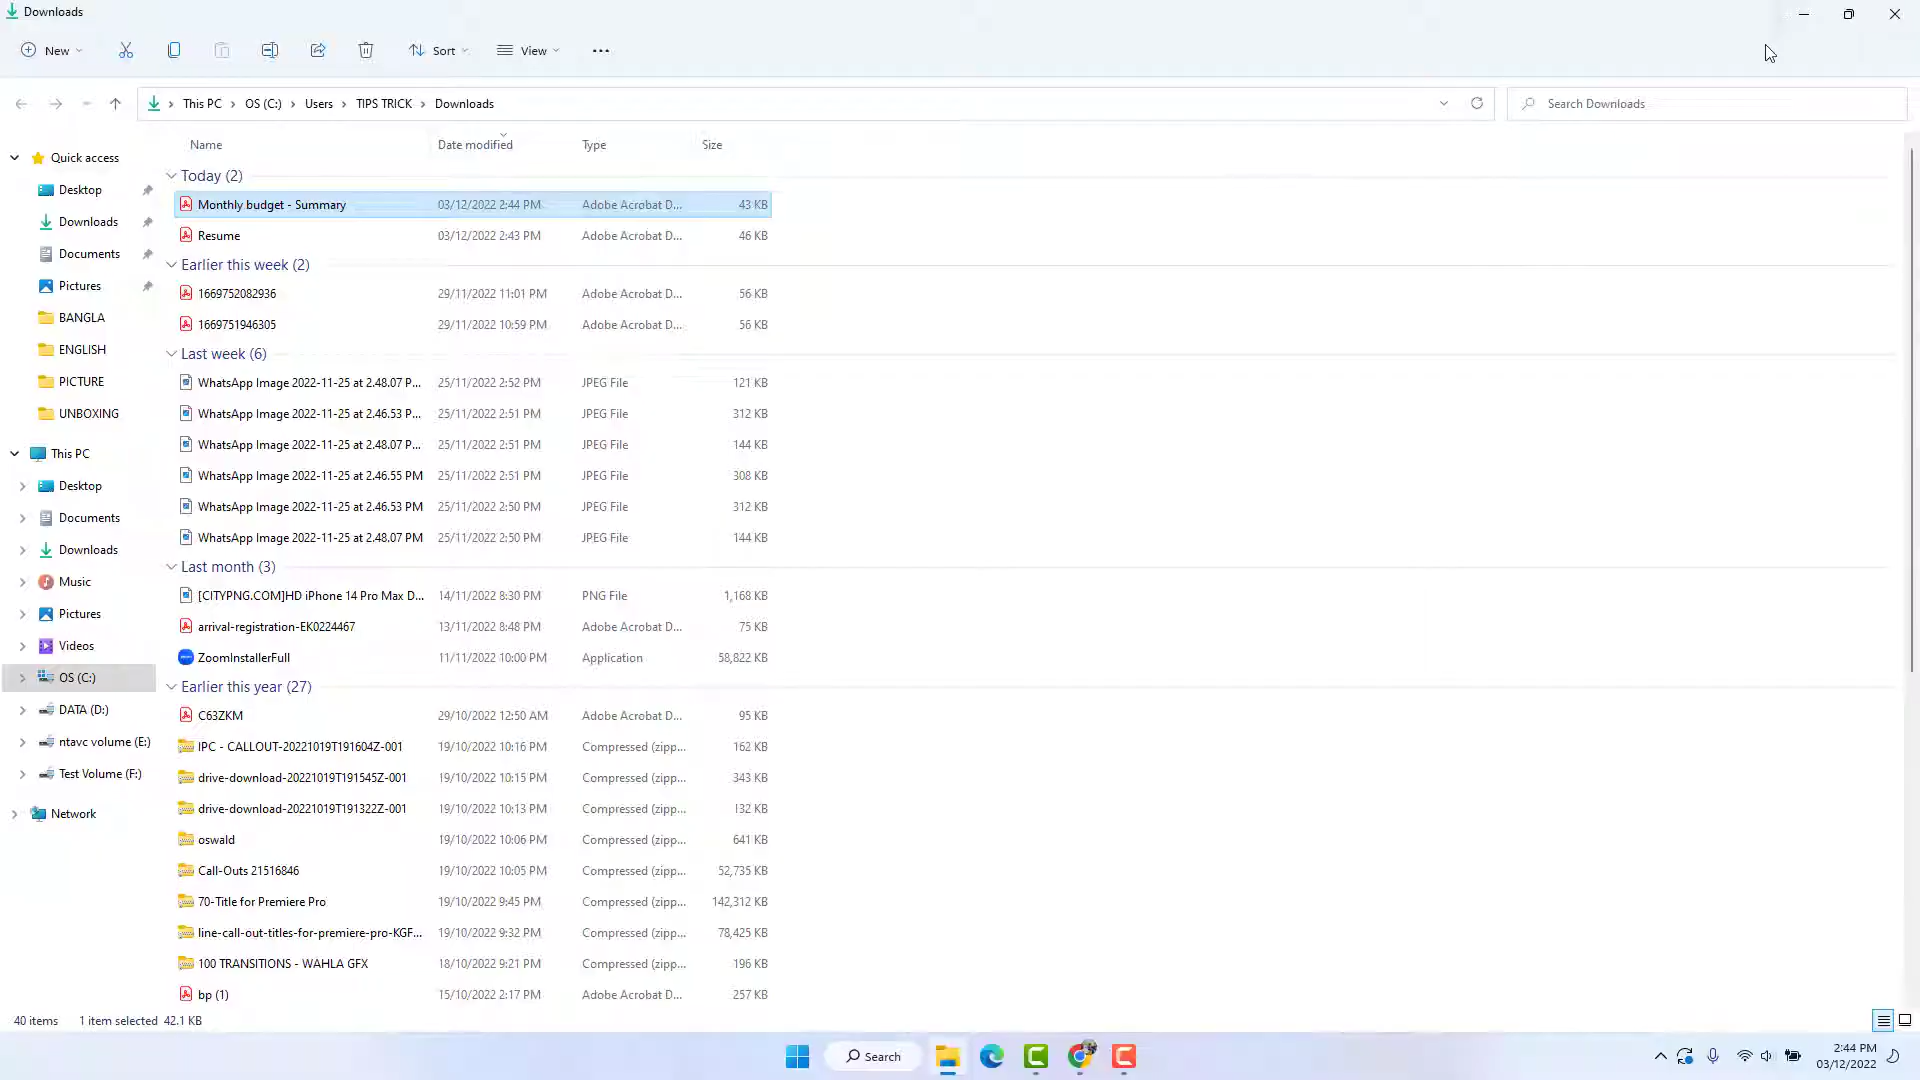 Downloads
New
Sort
View
This PC
OS (C:)
Users
TIPS TRICK
Downloads
Search Downloads
Name
Date modified
Type
Size
Quick access
Desktop
Downloads
Documents
Pictures
BANGLA
ENGLISH
PICTURE
UNBOXING
This PC
Desktop
Documents
Downloads
Music
Pictures
Videos
OS (C:)
DATA (D:)
ntavc volume (E:)
Test Volume (F:)
Network
Today (2)
Monthly budget - Summary 03/12/2022 2:44 PM Adobe Acrobat D... 43 KB
Resume 03/12/2022 2:43 PM Adobe Acrobat D... 46 KB
Earlier this week (2)
1669752082936 29/11/2022 11:01 PM Adobe Acrobat D... 56 KB
1669751946305 29/11/2022 10:59 PM Adobe Acrobat D... 56 KB
Last week (6)
WhatsApp Image 2022-11-25 at 2.48.07 P... 25/11/2022 2:52 PM JPEG File 121 KB
WhatsApp Image 2022-11-25 at 2.46.53 P... 25/11/2022 2:51 PM JPEG File 312 KB
WhatsApp Image 2022-11-25 at 2.48.07 P... 25/11/2022 2:51 PM JPEG File 144 KB
WhatsApp Image 2022-11-25 at 2.46.55 PM 25/11/2022 2:51 PM JPEG File 308 KB
WhatsApp Image 2022-11-25 at 2.46.53 PM 25/11/2022 2:50 PM JPEG File 312 KB
WhatsApp Image 2022-11-25 at 2.48.07 PM 25/11/2022 2:50 PM JPEG File 144 KB
Last month (3)
[CITYPNG.COM]HD iPhone 14 Pro Max D... 14/11/2022 8:30 PM PNG File 1,168 KB
arrival-registration-EK0224467 13/11/2022 8:48 PM Adobe Acrobat D... 75 KB
ZoomInstallerFull 11/11/2022 10:00 PM Application 58,822 KB
Earlier this year (27)
C63ZKM 29/10/2022 12:50 AM Adobe Acrobat D... 95 KB
IPC - CALLOUT-20221019T191604Z-001 19/10/2022 10:16 PM Compressed (zipp... 162 KB
drive-download-20221019T191545Z-001 19/10/2022 10:15 PM Compressed (zipp... 343 KB
drive-download-20221019T191322Z-001 19/10/2022 10:13 PM Compressed (zipp... 132 KB
oswald 19/10/2022 10:06 PM Compressed (zipp... 641 KB
Call-Outs 21516846 19/10/2022 10:05 PM Compressed (zipp... 52,735 KB
70-Title for Premiere Pro 19/10/2022 9:45 PM Compressed (zipp... 142,312 KB
line-call-out-titles-for-premiere-pro-KGF... 19/10/2022 9:32 PM Compressed (zipp... 78,425 KB
100 TRANSITIONS - WAHLA GFX 18/10/2022 9:21 PM Compressed (zipp... 196 KB
bp (1) 15/10/2022 2:17 PM Adobe Acrobat D... 257 KB
40 items 1 item selected 42.1 KB
Search
2:44 PM
03/12/2022